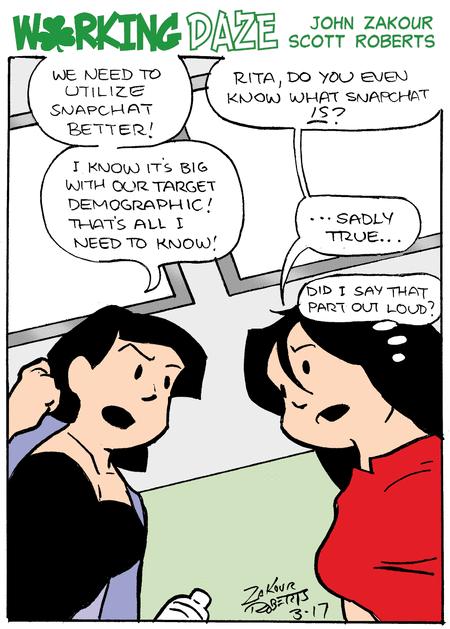 WORKING DAZE
JOHN ZAKOUR
SCOTT ROBERTS
WE NEED TO
UTILIZE
SNAPCHAT
BETTER!
RITA, DO YOU EVEN
KNOW WHAT SNAPCHAT
IS?
I KNOW IT'S BIG
WITH OUR TARGET
DEMOGRAPHIC!
THAT'S ALL I
NEED TO KNOW!
...SADLY
TRUE...
DID I SAY THAT
PART OUT LOUD?
ZAKOUR
ROBERTS
3-17